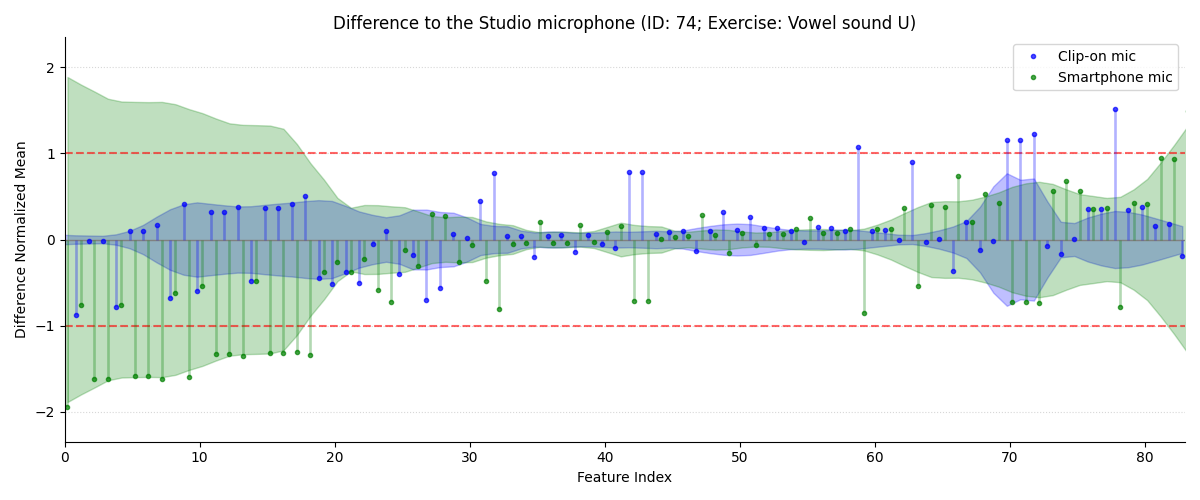 Difference to the Studio microphone (ID: 74; Exercise: Vowel sound U)
Clip-on mic
Smartphone mic
Difference Normalized Mean
2
1
0
−1
−2
0 10 20 30 40 50 60 70 80
Feature Index